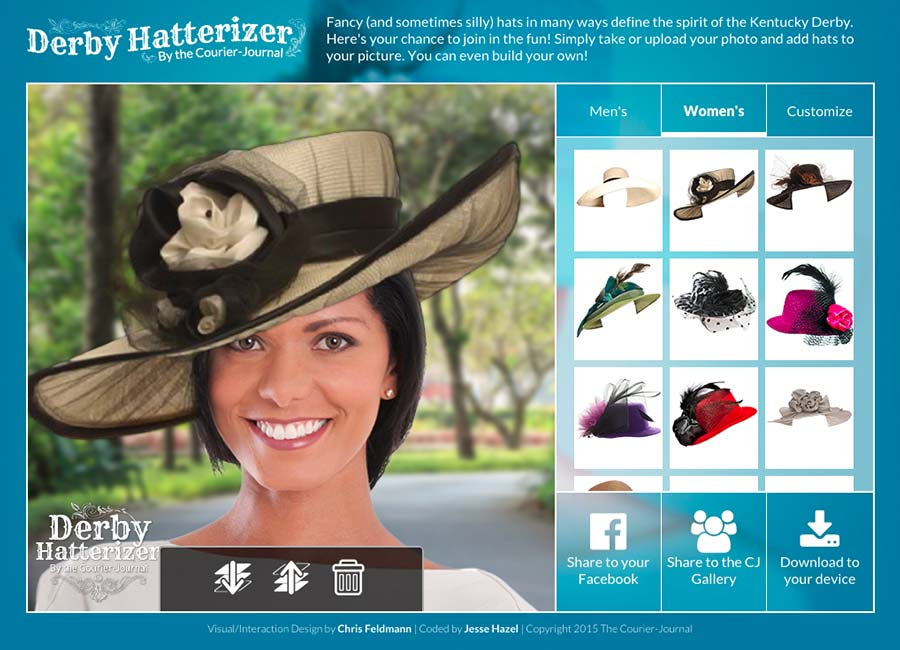 Derby Hatterizer
By the Courier-Journal
Fancy (and sometimes silly) hats in many ways define the spirit of the Kentucky Derby.
Here's your chance to join in the fun! Simply take or upload your photo and add hats to
your picture. You can even build your own!
Men's
Women's
Customize
Derby
Hatterizer
By the Courier-Journal
Share to your
Facebook
Share to the CJ
Gallery
Download to
your device
Visual/Interaction Design by Chris Feldmann | Coded by Jesse Hazel | Copyright 2015 The Courier-Journal